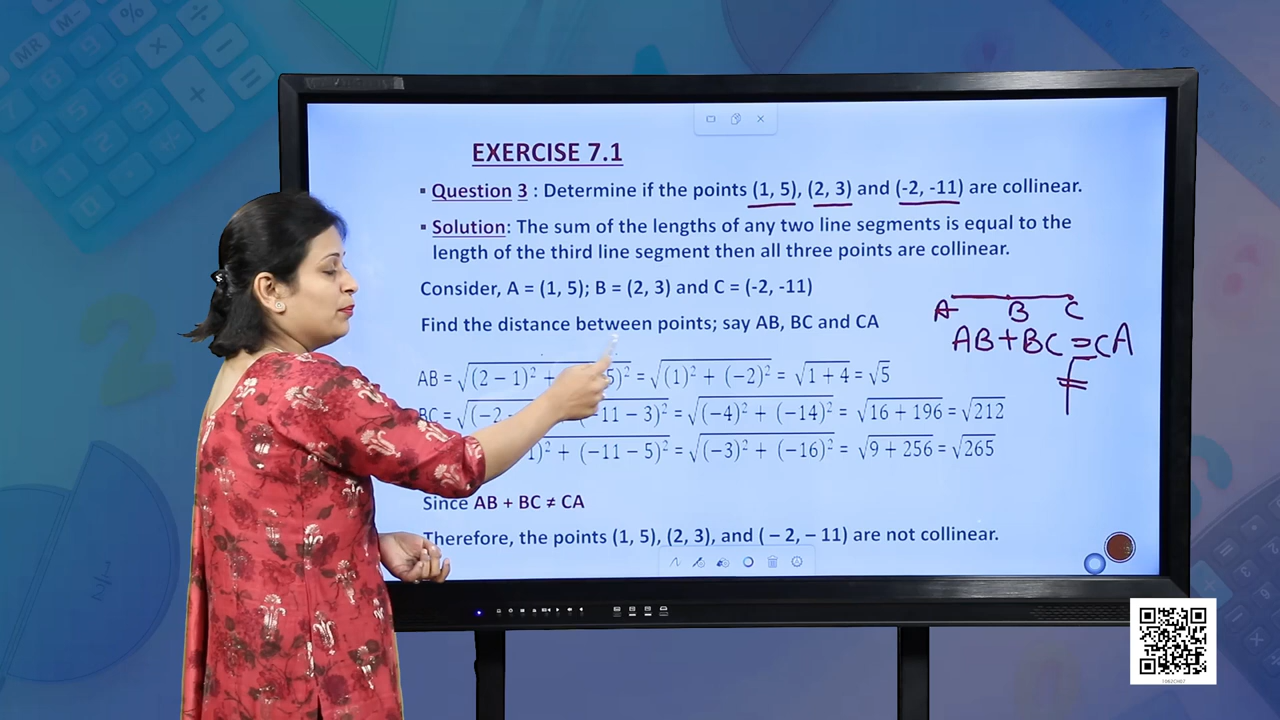 EXERCISE 7.1
▪ Question 3 : Determine if the points (1, 5), (2, 3) and (-2, -11) are collinear.
▪ Solution: The sum of the lengths of any two line segments is equal to the
length of the third line segment then all three points are collinear.
Consider, A = (1, 5); B = (2, 3) and C = (-2, -11)
A B C
Find the distance between points; say AB, BC and CA
AB+BC=CA
AB = √(2 − 1)² + 5)² = √(1)² + (−2)² = √1 + 4 = √5
BC = √(−2 − −11 − 3)² = √(−4)² + (−14)² = √16 + 196 = √212
1)² + (−11 − 5)² = √(−3)² + (−16)² = √9 + 256 = √265
Since AB + BC ≠ CA
Therefore, the points (1, 5), (2, 3), and ( − 2, − 11) are not collinear.
MR M- % ÷